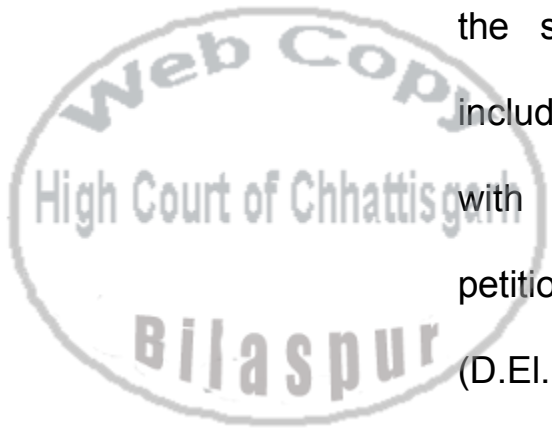 Web Copy
High Court of Chhattisgarh
Bilaspur
the s
includ
with
petitio
(D.El.